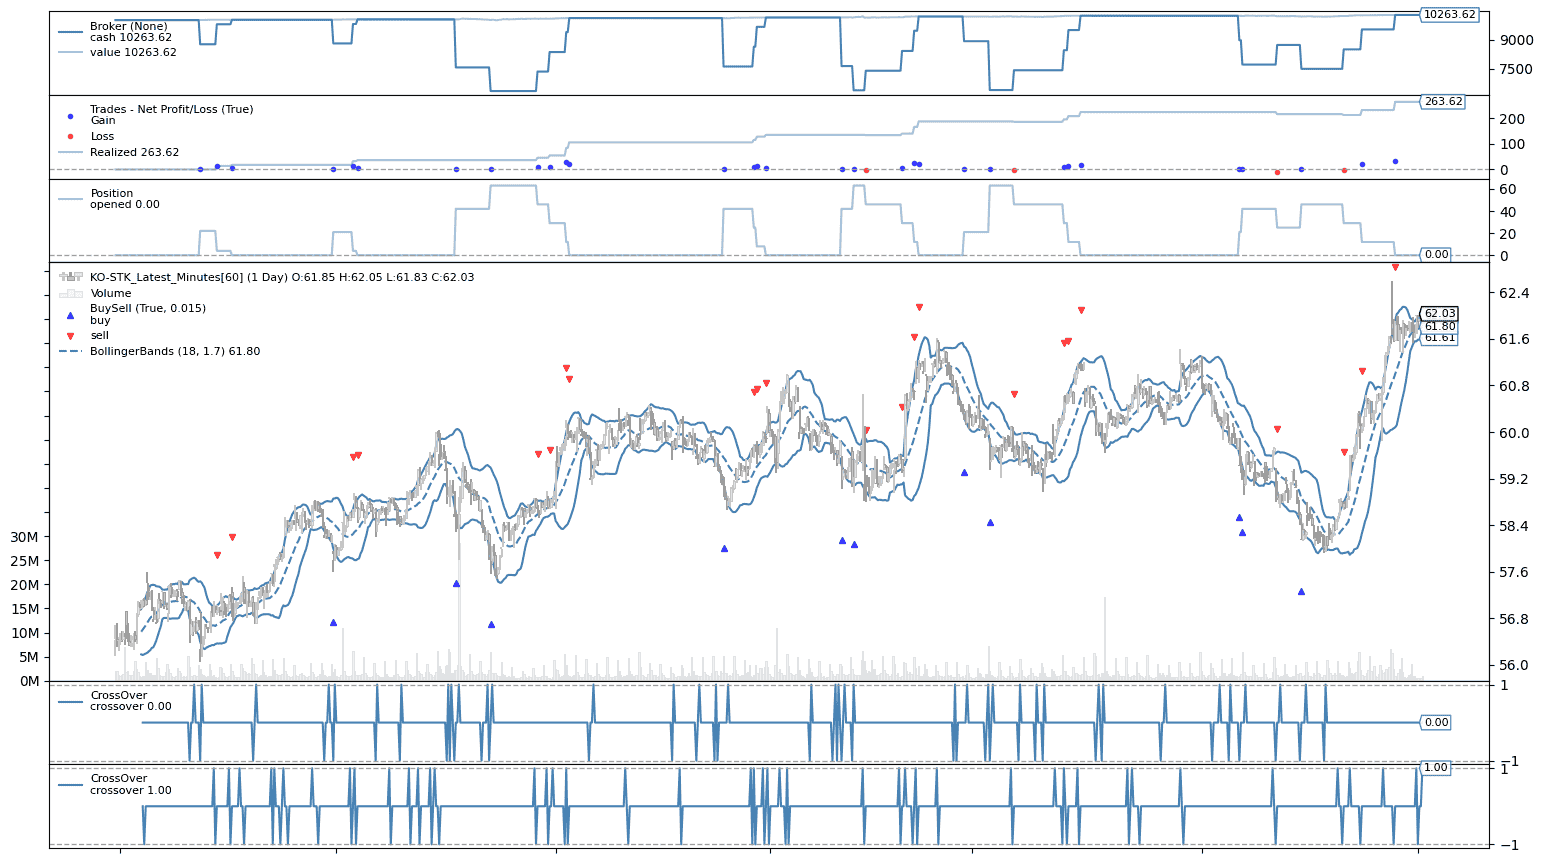 Broker (None)
cash 10263.62
value 10263.62
10263.62
9000
7500
Trades - Net Profit/Loss (True)
Gain
Loss
Realized 263.62
263.62
200
100
0
Position
opened 0.00
60
40
20
0
0.00
KO-STK_Latest_Minutes[60] (1 Day) O:61.85 H:62.05 L:61.83 C:62.03
Volume
BuySell (True, 0.015)
buy
sell
BollingerBands (18, 1.7) 61.80
62.03
61.80
61.61
62.4
61.6
60.8
60.0
59.2
58.4
57.6
56.8
56.0
30M
25M
20M
15M
10M
5M
0M
CrossOver
crossover 0.00
1
0.00
−1
CrossOver
crossover 1.00
1
1.00
−1